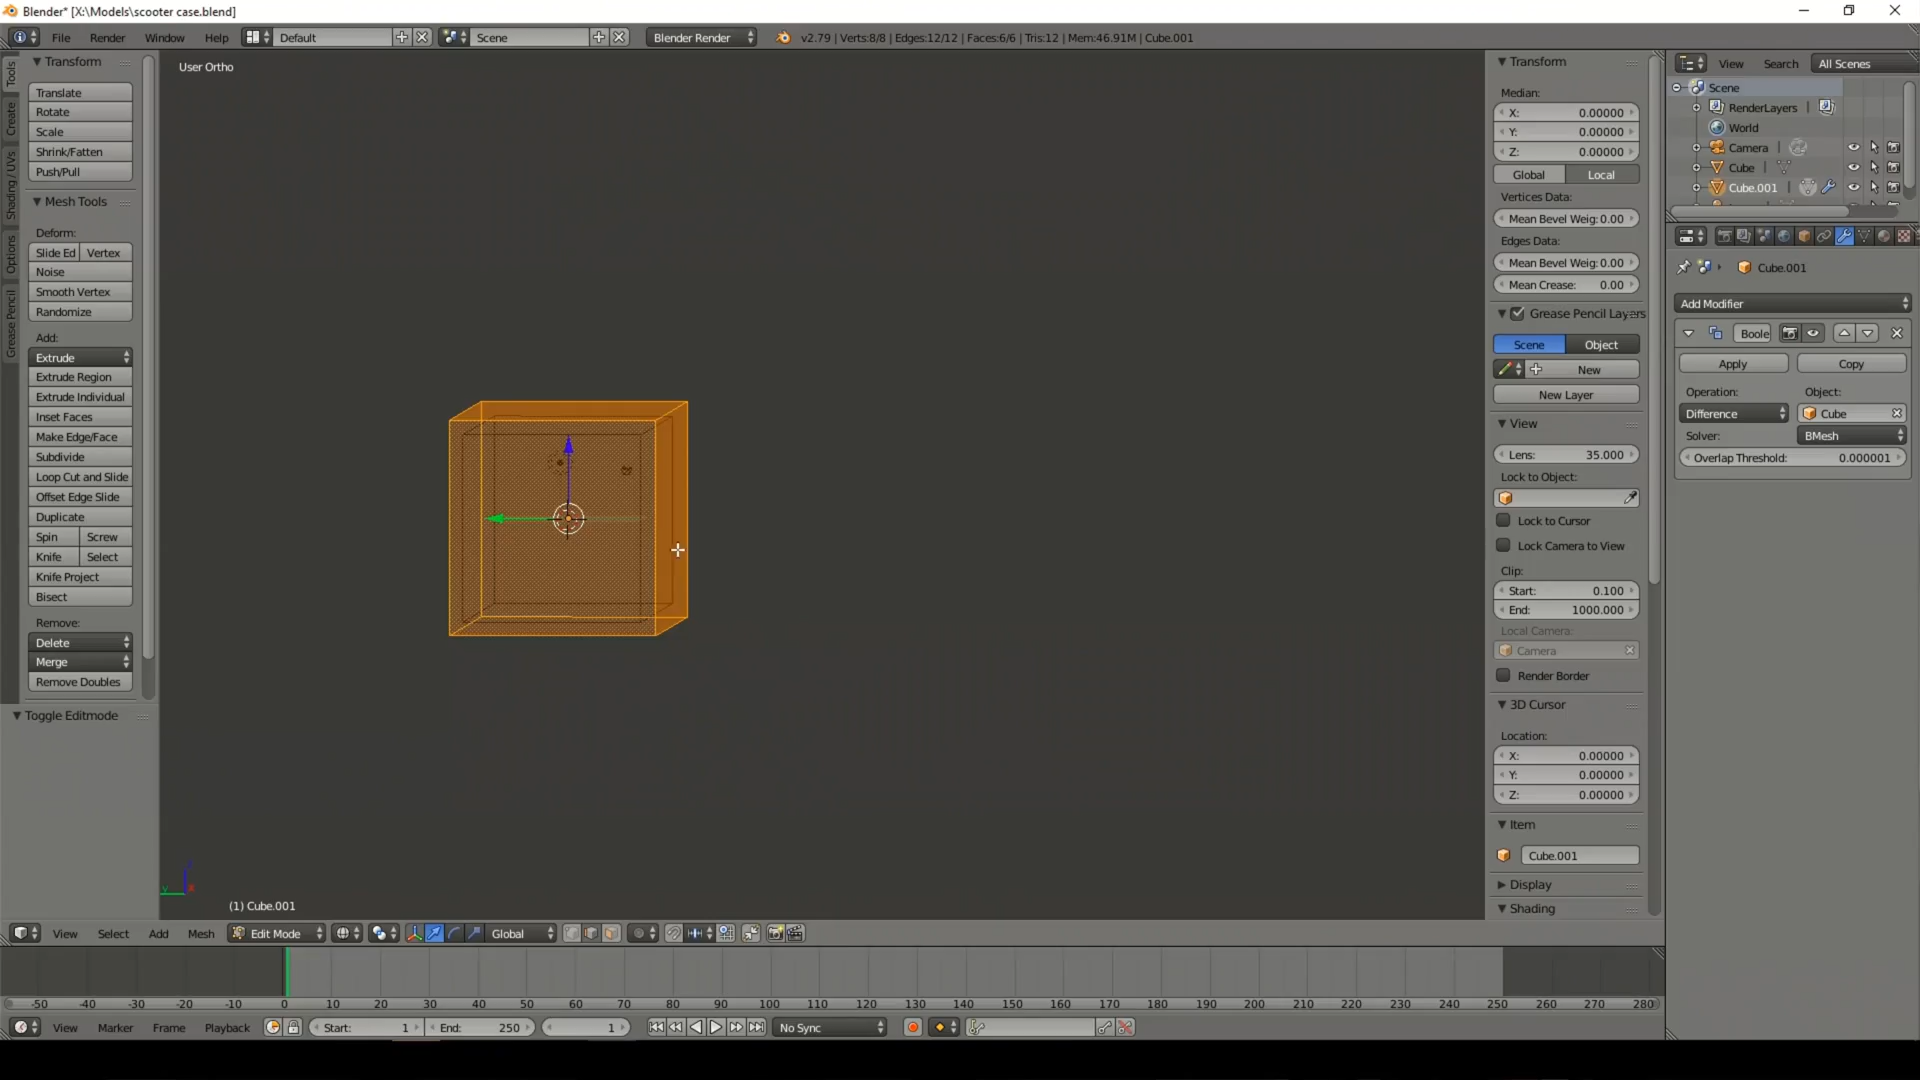 Blender* [X:\Models\scooter case.blend]
File Render Window Help Default Scene Blender Render v2.79 | Verts:8/8 | Edges:12/12 | Faces:6/6 | Tris:12 | Mem:46.91M | Cube.001
Tools
Create
Shading / UVs
Options
Grease Pencil
Transform
Translate
Rotate
Scale
Shrink/Fatten
Push/Pull
Mesh Tools
Deform:
Slide Ed Vertex
Noise
Smooth Vertex
Randomize
Add:
Extrude
Extrude Region
Extrude Individual
Inset Faces
Make Edge/Face
Subdivide
Loop Cut and Slide
Offset Edge Slide
Duplicate
Spin Screw
Knife Select
Knife Project
Bisect
Remove:
Delete
Merge
Remove Doubles
Toggle Editmode
User Ortho
(1) Cube.001
Transform
Median:
X: 0.00000
Y: 0.00000
Z: 0.00000
Global Local
Vertices Data:
Mean Bevel Weig: 0.00
Edges Data:
Mean Bevel Weig: 0.00
Mean Crease: 0.00
Grease Pencil Layers
Scene Object
New
New Layer
View
Lens: 35.000
Lock to Object:
Lock to Cursor
Lock Camera to View
Clip:
Start: 0.100
End: 1000.000
Local Camera:
Camera
Render Border
3D Cursor
Location:
X: 0.00000
Y: 0.00000
Z: 0.00000
Item
Cube.001
Display
Shading
View Search All Scenes
Scene
RenderLayers
World
Camera
Cube
Cube.001
Cube.001
Add Modifier
Boole
Apply Copy
Operation: Object:
Difference Cube
Solver: BMesh
Overlap Threshold: 0.000001
View Select Add Mesh Edit Mode Global
-50 -40 -30 -20 -10 0 10 20 30 40 50 60 70 80 90 100 110 120 130 140 150 160 170 180 190 200 210 220 230 240 250 260 270 280
View Marker Frame Playback Start: 1 End: 250 1 No Sync